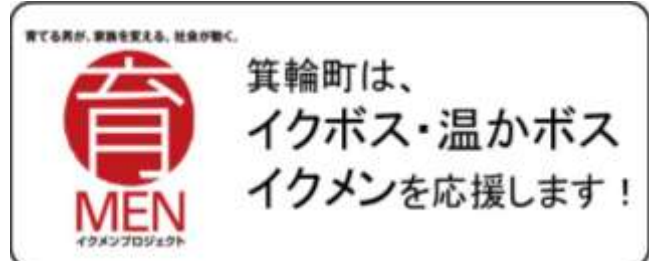 育てる男が、家族を変える、社会が動く。
育
MEN
イクメンプロジェクト
箕輪町は、
イクボス・温かボス
イクメンを応援します！